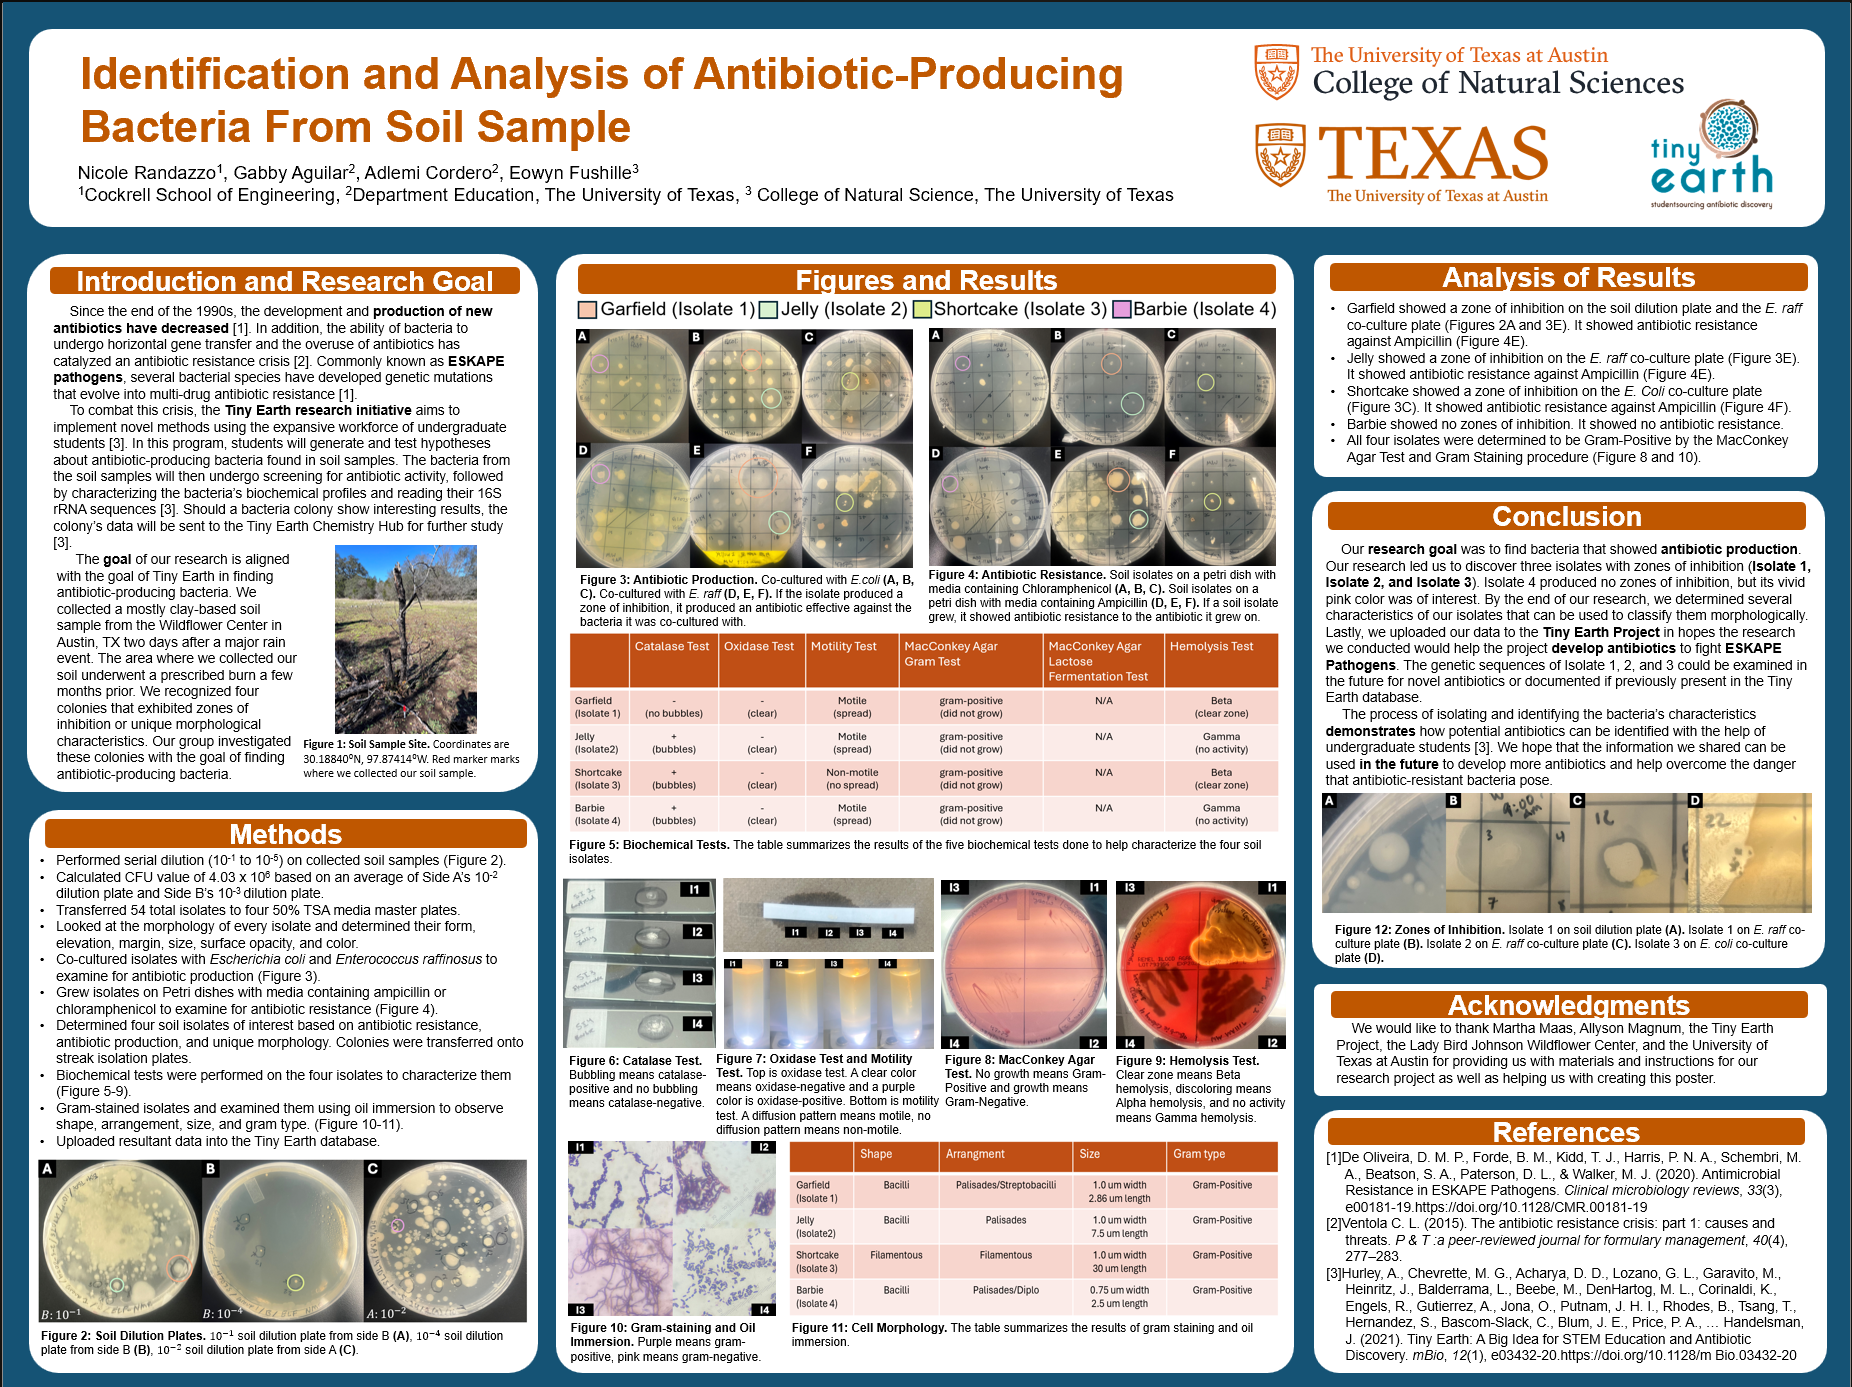 Identification and Analysis of Antibiotic-Producing
Bacteria From Soil Sample
Nicole Randazzo1, Gabby Aguilar2, Adlemi Cordero2, Eowyn Fushille3
1Cockrell School of Engineering, 2Department Education, The University of Texas, 3 College of Natural Science, The University of Texas
The University of Texas at Austin
College of Natural Sciences
TEXAS
The University of Texas at Austin
tiny
earth
studentsourcing antibiotic discovery
Introduction and Research Goal
Since the end of the 1990s, the development and production of new
antibiotics have decreased [1]. In addition, the ability of bacteria to
undergo horizontal gene transfer and the overuse of antibiotics has
catalyzed an antibiotic resistance crisis [2]. Commonly known as ESKAPE
pathogens, several bacterial species have developed genetic mutations
that evolve into multi-drug antibiotic resistance [1].
To combat this crisis, the Tiny Earth research initiative aims to
implement novel methods using the expansive workforce of undergraduate
students [3]. In this program, students will generate and test hypotheses
about antibiotic-producing bacteria found in soil samples. The bacteria from
the soil samples will then undergo screening for antibiotic activity, followed
by characterizing the bacteria's biochemical profiles and reading their 16S
rRNA sequences [3]. Should a bacteria colony show interesting results, the
colony's data will be sent to the Tiny Earth Chemistry Hub for further study
[3].
The goal of our research is aligned
with the goal of Tiny Earth in finding
antibiotic-producing bacteria. We
collected a mostly clay-based soil
sample from the Wildflower Center in
Austin, TX two days after a major rain
event. The area where we collected our
soil underwent a prescribed burn a few
months prior. We recognized four
colonies that exhibited zones of
inhibition or unique morphological
characteristics. Our group investigated
these colonies with the goal of finding
antibiotic-producing bacteria.
Figure 1: Soil Sample Site. Coordinates are
30.18840⁰N, 97.87414⁰W. Red marker marks
where we collected our soil sample.
Methods
• Performed serial dilution (10-1 to 10-5) on collected soil samples (Figure 2).
• Calculated CFU value of 4.03 x 106 based on an average of Side A's 10-2
dilution plate and Side B's 10-3 dilution plate.
• Transferred 54 total isolates to four 50% TSA media master plates.
• Looked at the morphology of every isolate and determined their form,
elevation, margin, size, surface opacity, and color.
• Co-cultured isolates with Escherichia coli and Enterococcus raffinosus to
examine for antibiotic production (Figure 3).
• Grew isolates on Petri dishes with media containing ampicillin or
chloramphenicol to examine for antibiotic resistance (Figure 4).
• Determined four soil isolates of interest based on antibiotic resistance,
antibiotic production, and unique morphology. Colonies were transferred onto
streak isolation plates.
• Biochemical tests were performed on the four isolates to characterize them
(Figure 5-9).
• Gram-stained isolates and examined them using oil immersion to observe
shape, arrangement, size, and gram type. (Figure 10-11).
• Uploaded resultant data into the Tiny Earth database.
A B C
B: 10−1 B: 10−4 A: 10−2
Figure 2: Soil Dilution Plates. 10−1 soil dilution plate from side B (A), 10−4 soil dilution
plate from side B (B), 10−2 soil dilution plate from side A (C).
Figures and Results
Garfield (Isolate 1) Jelly (Isolate 2) Shortcake (Isolate 3) Barbie (Isolate 4)
A B C
D E F
Figure 3: Antibiotic Production. Co-cultured with E.coli (A, B,
C). Co-cultured with E. raff (D, E, F). If the isolate produced a
zone of inhibition, it produced an antibiotic effective against the
bacteria it was co-cultured with.
A B C
D E F
Figure 4: Antibiotic Resistance. Soil isolates on a petri dish with
media containing Chloramphenicol (A, B, C). Soil isolates on a
petri dish with media containing Ampicillin (D, E, F). If a soil isolate
grew, it showed antibiotic resistance to the antibiotic it grew on.
Catalase Test Oxidase Test Motility Test MacConkey Agar MacConkey Agar Hemolysis Test
Gram Test Lactose
Fermentation Test
Garfield - - Motile gram-positive N/A Beta
(Isolate 1) (no bubbles) (clear) (spread) (did not grow) (clear zone)
Jelly + - Motile gram-positive N/A Gamma
(Isolate2) (bubbles) (clear) (spread) (did not grow) (no activity)
Shortcake + - Non-motile gram-positive N/A Beta
(Isolate 3) (bubbles) (clear) (no spread) (did not grow) (clear zone)
Barbie + - Motile gram-positive N/A Gamma
(Isolate 4) (bubbles) (clear) (spread) (did not grow) (no activity)
Figure 5: Biochemical Tests. The table summarizes the results of the five biochemical tests done to help characterize the four soil
isolates.
I1
I2
I3
I4
Figure 6: Catalase Test.
Bubbling means catalase-
positive and no bubbling
means catalase-negative.
I1 I2 I3 I4
I1 I2 I3 I4
Figure 7: Oxidase Test and Motility
Test. Top is oxidase test. A clear color
means oxidase-negative and a purple
color is oxidase-positive. Bottom is motility
test. A diffusion pattern means motile, no
diffusion pattern means non-motile.
I3 I1
I4 I2
Figure 8: MacConkey Agar
Test. No growth means Gram-
Positive and growth means
Gram-Negative.
I3 I1
I4 I2
Figure 9: Hemolysis Test.
Clear zone means Beta
hemolysis, discoloring means
Alpha hemolysis, and no activity
means Gamma hemolysis.
I1 I2
I3 I4
Figure 10: Gram-staining and Oil
Immersion. Purple means gram-
positive, pink means gram-negative.
Shape Arrangment Size Gram type
Garfield Bacilli Palisades/Streptobacilli 1.0 um width Gram-Positive
(Isolate 1) 2.86 um length
Jelly Bacilli Palisades 1.0 um width Gram-Positive
(Isolate2) 7.5 um length
Shortcake Filamentous Filamentous 1.0 um width Gram-Positive
(Isolate 3) 30 um length
Barbie Bacilli Palisades/Diplo 0.75 um width Gram-Positive
(Isolate 4) 2.5 um length
Figure 11: Cell Morphology. The table summarizes the results of gram staining and oil
immersion.
Analysis of Results
• Garfield showed a zone of inhibition on the soil dilution plate and the E. raff
co-culture plate (Figures 2A and 3E). It showed antibiotic resistance
against Ampicillin (Figure 4E).
• Jelly showed a zone of inhibition on the E. raff co-culture plate (Figure 3E).
It showed antibiotic resistance against Ampicillin (Figure 4E).
• Shortcake showed a zone of inhibition on the E. Coli co-culture plate
(Figure 3C). It showed antibiotic resistance against Ampicillin (Figure 4F).
• Barbie showed no zones of inhibition. It showed no antibiotic resistance.
• All four isolates were determined to be Gram-Positive by the MacConkey
Agar Test and Gram Staining procedure (Figure 8 and 10).
Conclusion
Our research goal was to find bacteria that showed antibiotic production.
Our research led us to discover three isolates with zones of inhibition (Isolate 1,
Isolate 2, and Isolate 3). Isolate 4 produced no zones of inhibition, but its vivid
pink color was of interest. By the end of our research, we determined several
characteristics of our isolates that can be used to classify them morphologically.
Lastly, we uploaded our data to the Tiny Earth Project in hopes the research
we conducted would help the project develop antibiotics to fight ESKAPE
Pathogens. The genetic sequences of Isolate 1, 2, and 3 could be examined in
the future for novel antibiotics or documented if previously present in the Tiny
Earth database.
The process of isolating and identifying the bacteria's characteristics
demonstrates how potential antibiotics can be identified with the help of
undergraduate students [3]. We hope that the information we shared can be
used in the future to develop more antibiotics and help overcome the danger
that antibiotic-resistant bacteria pose.
A B C D
9:00 am
3 4 7 8
12
22
Figure 12: Zones of Inhibition. Isolate 1 on soil dilution plate (A). Isolate 1 on E. raff co-
culture plate (B). Isolate 2 on E. raff co-culture plate (C). Isolate 3 on E. coli co-culture
plate (D).
Acknowledgments
We would like to thank Martha Maas, Allyson Magnum, the Tiny Earth
Project, the Lady Bird Johnson Wildflower Center, and the University of
Texas at Austin for providing us with materials and instructions for our
research project as well as helping us with creating this poster.
References
[1]De Oliveira, D. M. P., Forde, B. M., Kidd, T. J., Harris, P. N. A., Schembri, M.
A., Beatson, S. A., Paterson, D. L., & Walker, M. J. (2020). Antimicrobial
Resistance in ESKAPE Pathogens. Clinical microbiology reviews, 33(3),
e00181-19.https://doi.org/10.1128/CMR.00181-19
[2]Ventola C. L. (2015). The antibiotic resistance crisis: part 1: causes and
threats. P & T :a peer-reviewed journal for formulary management, 40(4),
277–283.
[3]Hurley, A., Chevrette, M. G., Acharya, D. D., Lozano, G. L., Garavito, M.,
Heinritz, J., Balderrama, L., Beebe, M., DenHartog, M. L., Corinaldi, K.,
Engels, R., Gutierrez, A., Jona, O., Putnam, J. H. I., Rhodes, B., Tsang, T.,
Hernandez, S., Bascom-Slack, C., Blum, J. E., Price, P. A., … Handelsman,
J. (2021). Tiny Earth: A Big Idea for STEM Education and Antibiotic
Discovery. mBio, 12(1), e03432-20.https://doi.org/10.1128/m Bio.03432-20